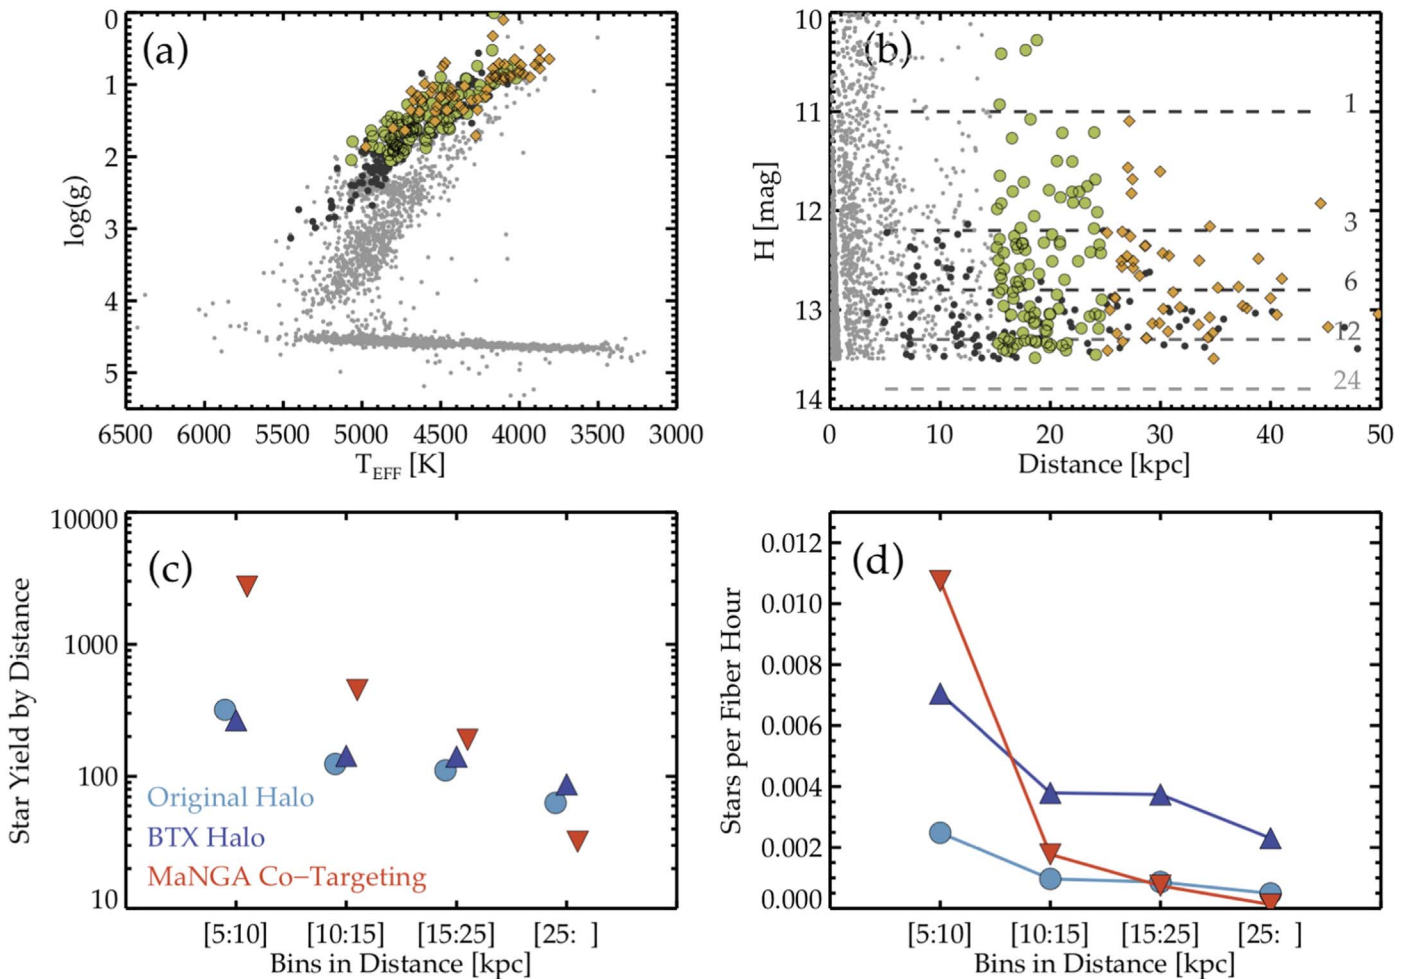 (a)
0
1
2
3
4
5
log(g)
6500 6000 5500 5000 4500 4000 3500 3000
T_EFF [K]
(b)
10
11
12
13
14
H [mag]
1
3
6
12
24
0 10 20 30 40 50
Distance [kpc]
(c)
10000
1000
100
10
Star Yield by Distance
Original Halo
BTX Halo
MaNGA Co-Targeting
[5:10] [10:15] [15:25] [25: ]
Bins in Distance [kpc]
(d)
0.012
0.010
0.008
0.006
0.004
0.002
0.000
Stars per Fiber Hour
[5:10] [10:15] [15:25] [25: ]
Bins in Distance [kpc]